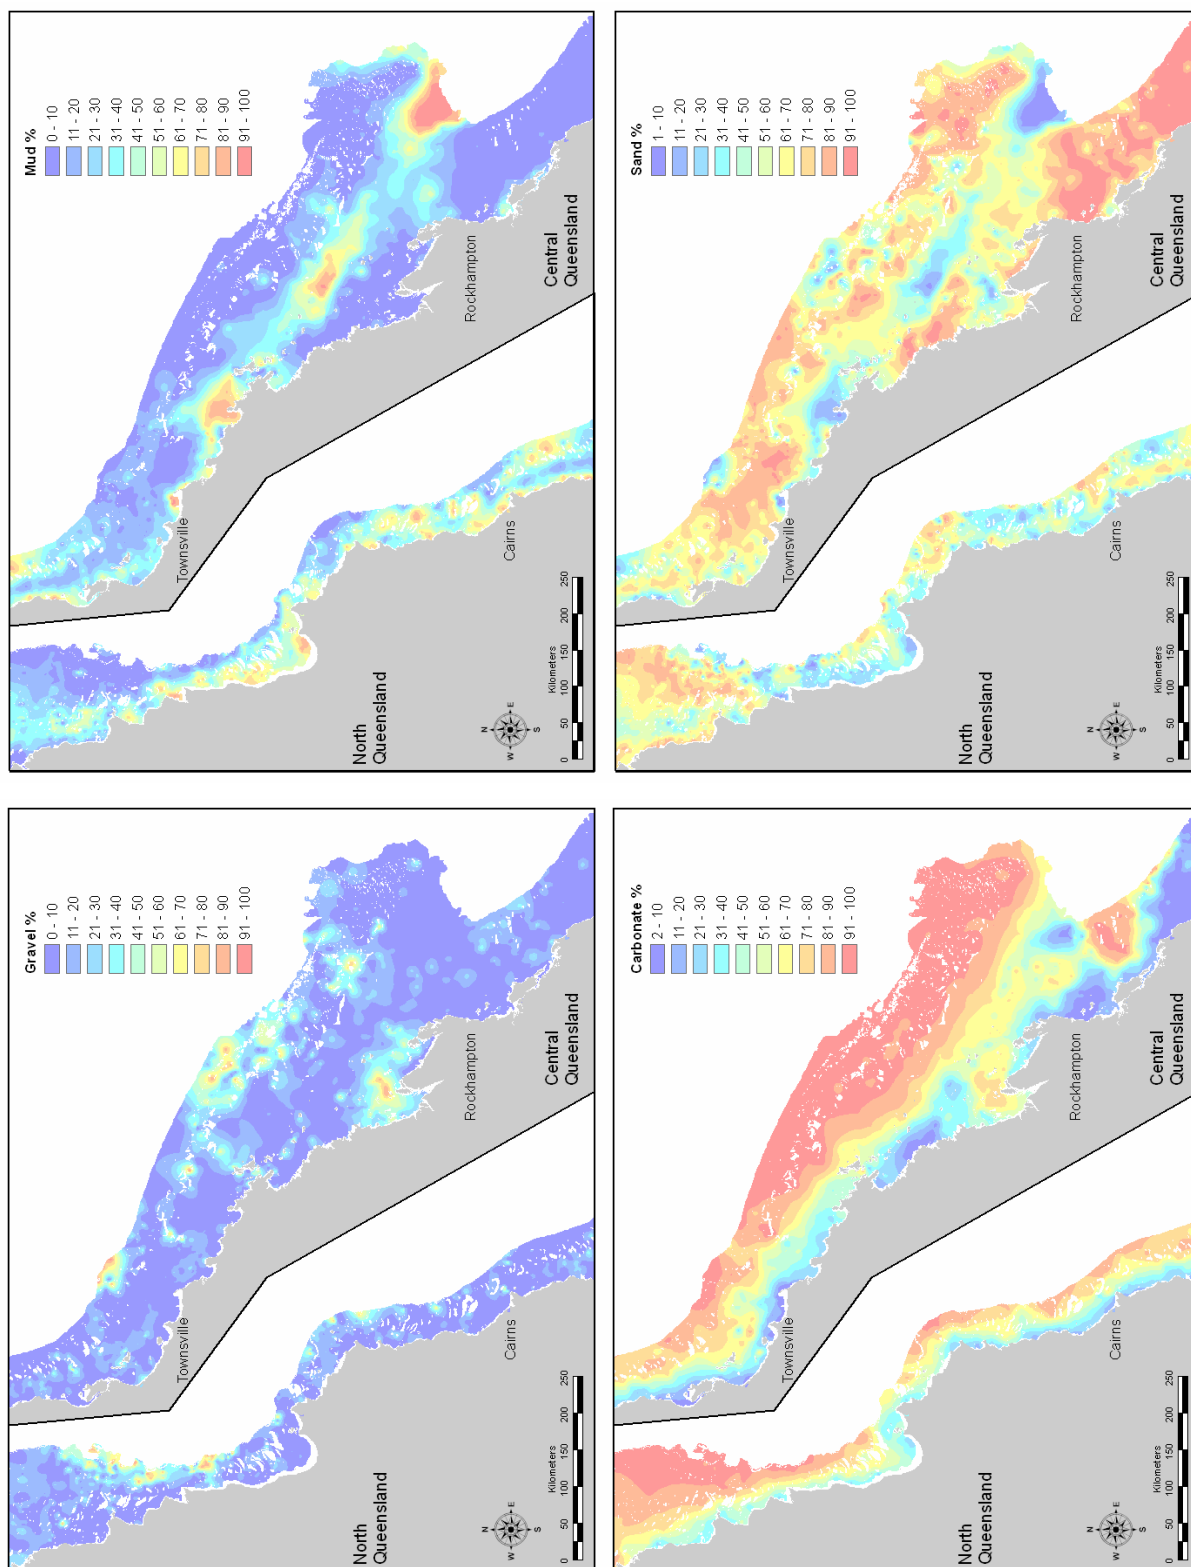 Gravel %
0 - 10
11 - 20
21 - 30
31 - 40
41 - 50
51 - 60
61 - 70
71 - 80
81 - 90
91 - 100
Townsville
Rockhampton
Central
Queensland
North
Queensland
Cairns
N
W
E
S
Kilometers
0 50 100 150 200 250
Mud %
0 - 10
11 - 20
21 - 30
31 - 40
41 - 50
51 - 60
61 - 70
71 - 80
81 - 90
91 - 100
Townsville
Rockhampton
Central
Queensland
North
Queensland
Cairns
N
W
E
S
Kilometers
0 50 100 150 200 250
Carbonate %
2 - 10
11 - 20
21 - 30
31 - 40
41 - 50
51 - 60
61 - 70
71 - 80
81 - 90
91 - 100
Townsville
Rockhampton
Central
Queensland
North
Queensland
Cairns
N
W
E
S
Kilometers
0 50 100 150 200 250
Sand %
1 - 10
11 - 20
21 - 30
31 - 40
41 - 50
51 - 60
61 - 70
71 - 80
81 - 90
91 - 100
Townsville
Rockhampton
Central
Queensland
North
Queensland
Cairns
N
W
E
S
Kilometers
0 50 100 150 200 250